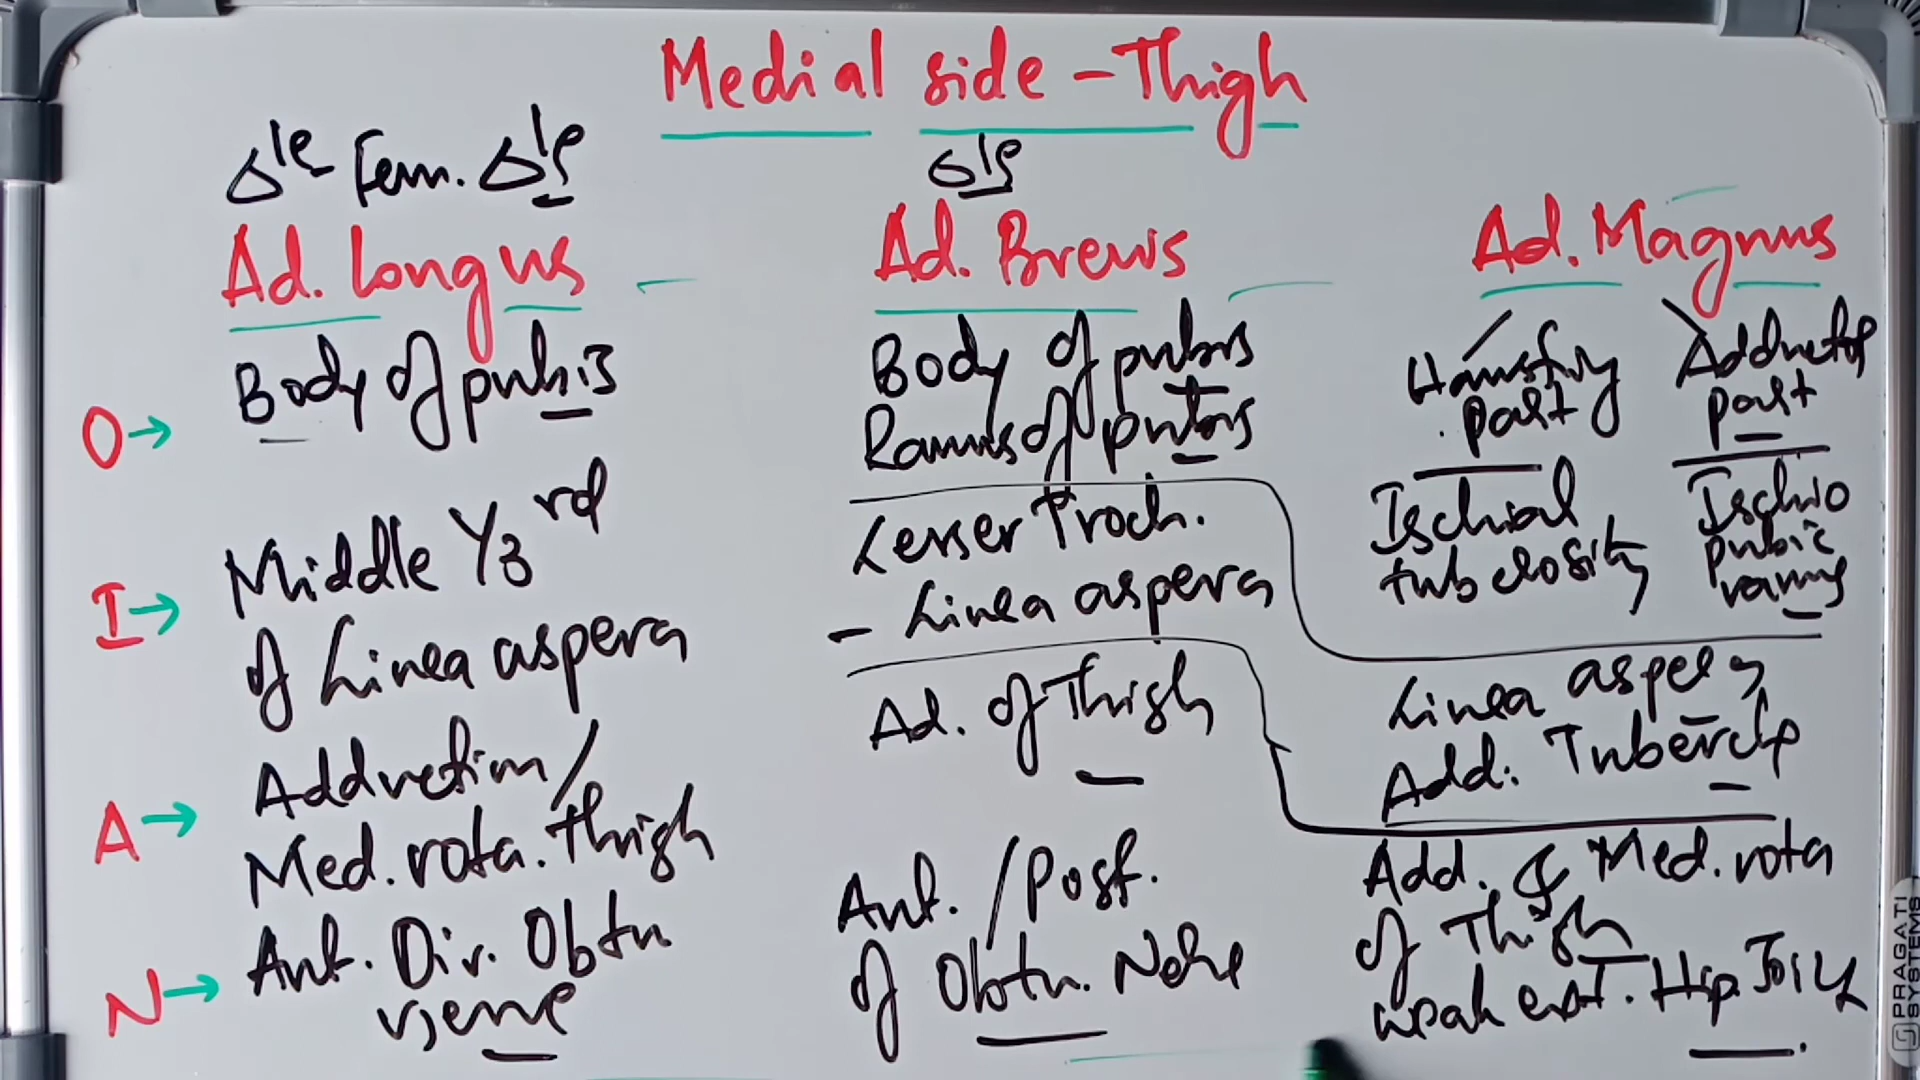 Medial side - Thigh
Δle Fem. Δle
Δle
Ad. Longus
Ad. Brevis
Ad. Magnus
O→
Body of pubis
Body of pubis
Ramus of pubis
Hamstring part
Adductor part
Ischial tuberosity
Ischio pubic ramus
I→
Middle 1/3rd
of Linea aspera
Lesser Troch.
- Linea aspera
Linea aspera
Add. Tubercle
A→
Adduction/
Med. rota. Thigh
Ad. of Thigh
Add. & Med. rota
of Thigh
weak ext. Hip Joint
N→
Ant. Div. Obtu
nerve
Ant. / Post.
of Obtu. Nerve
PRAGATI
SYSTEMS